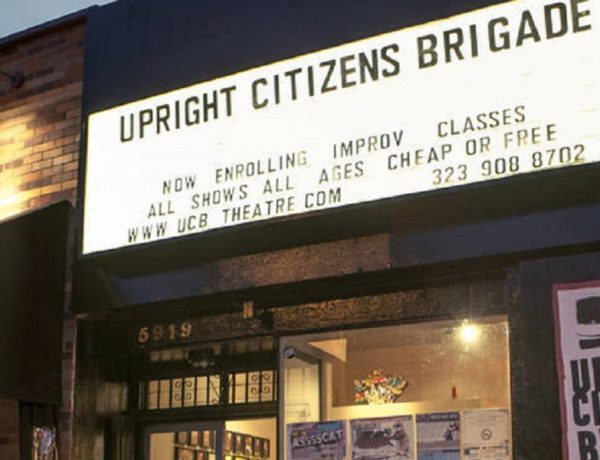 UPRIGHT CITIZENS BRIGADE
NOW ENROLLING IMPROV CLASSES
ALL SHOWS ALL AGES CHEAP OR FREE
WWW UCB THEATRE COM 323 908 8702
5919
ASSSSCAT